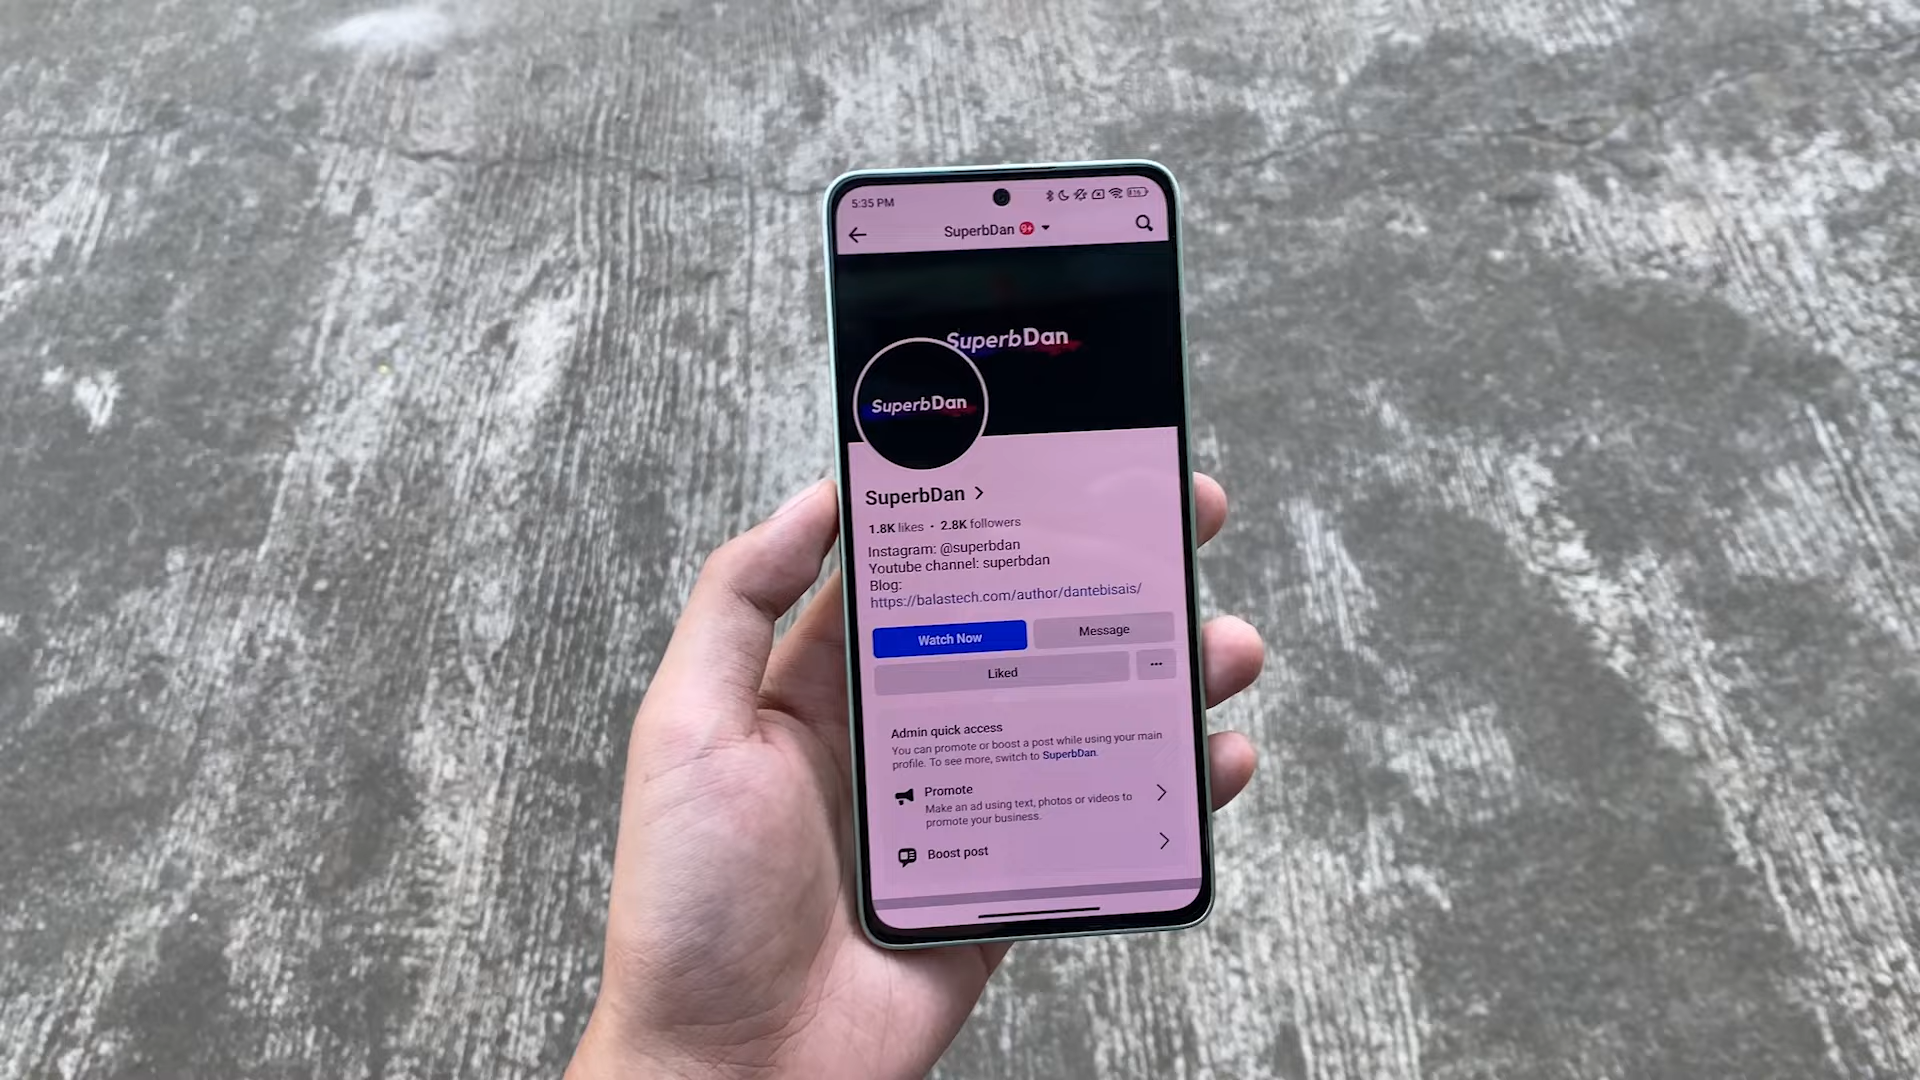 5:35 PM
SuperbDan 9+
SuperbDan
SuperbDan
SuperbDan
1.8K likes • 2.8K followers
Instagram: @superbdan
Youtube channel: superbdan
Blog:
https://balastech.com/author/dantebisais/
Watch Now
Message
Liked
Admin quick access
You can promote or boost a post while using your main
profile. To see more, switch to SuperbDan.
Promote
Make an ad using text, photos or videos to
promote your business.
Boost post